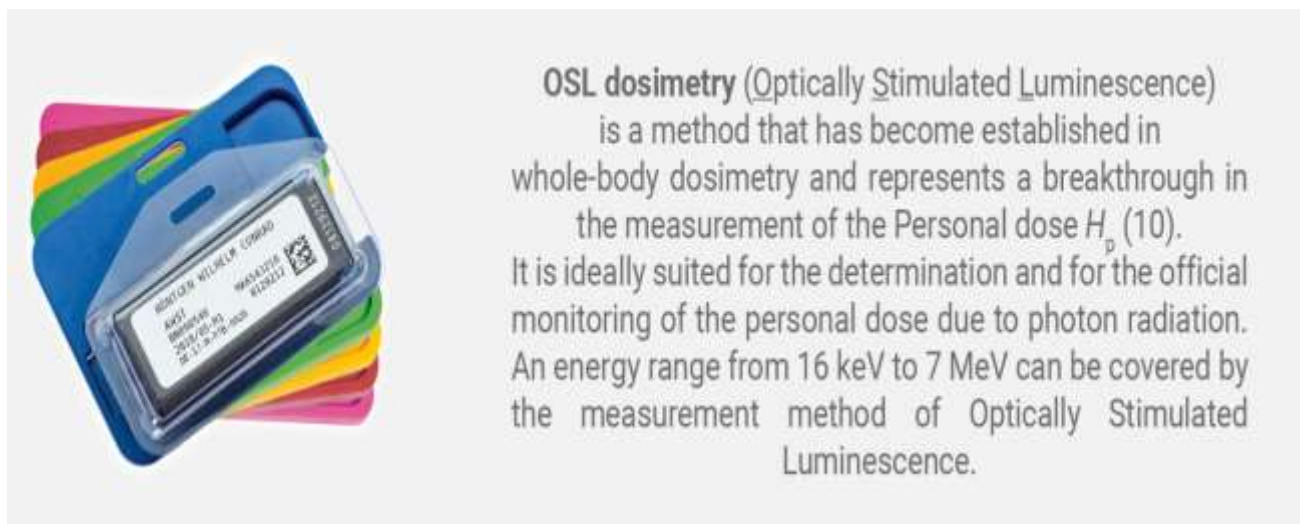 OSL dosimetry (Optically Stimulated Luminescence)
is a method that has become established in
whole-body dosimetry and represents a breakthrough in
the measurement of the Personal dose Hp (10).
It is ideally suited for the determination and for the official
monitoring of the personal dose due to photon radiation.
An energy range from 16 keV to 7 MeV can be covered by
the measurement method of Optically Stimulated
Luminescence.
RÖNTGEN WILHELM CONRAD
AWST